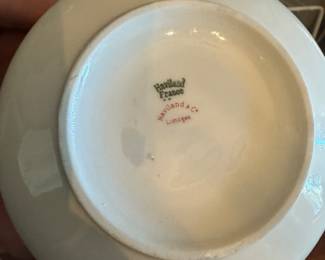 Haviland
France
Haviland & Co
Limoges